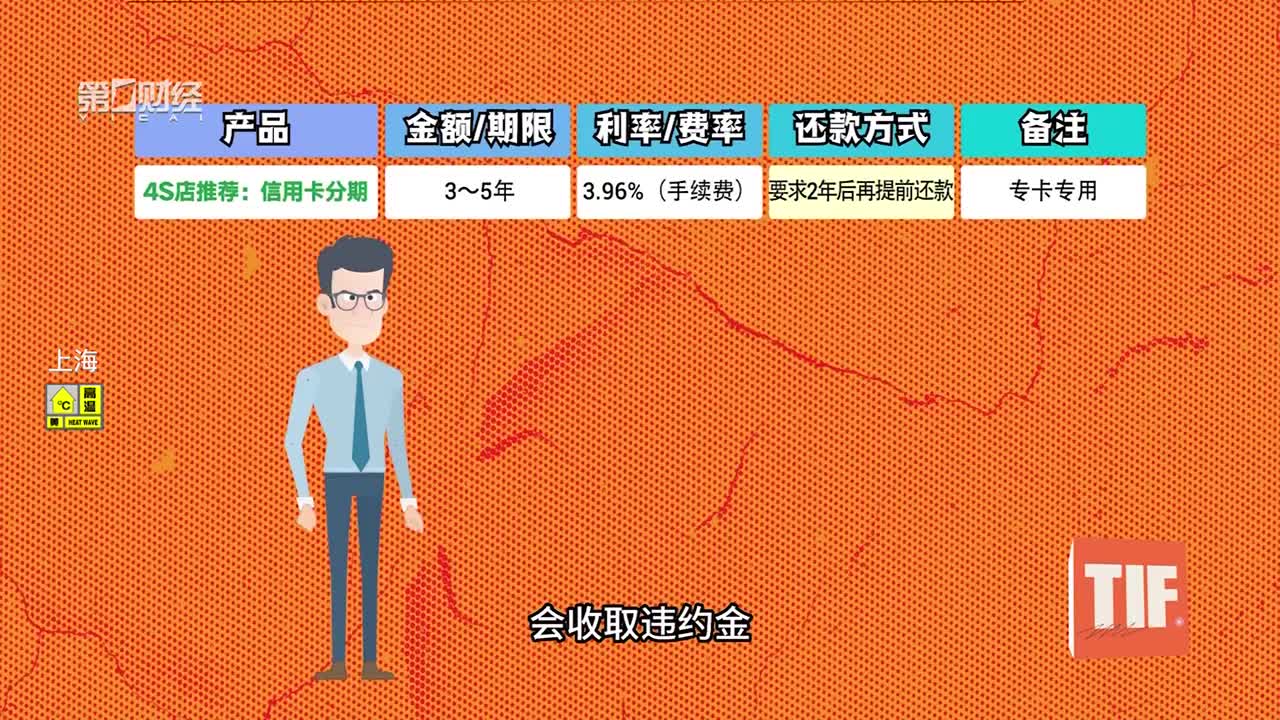 第一财经
YICAI
产品 金额/期限 利率/费率 还款方式 备注
4S店推荐：信用卡分期 3～5年 3.96%（手续费） 要求2年后再提前还款 专卡专用
上海
℃ 高温
黄 HEAT WAVE
TIF
会收取违约金